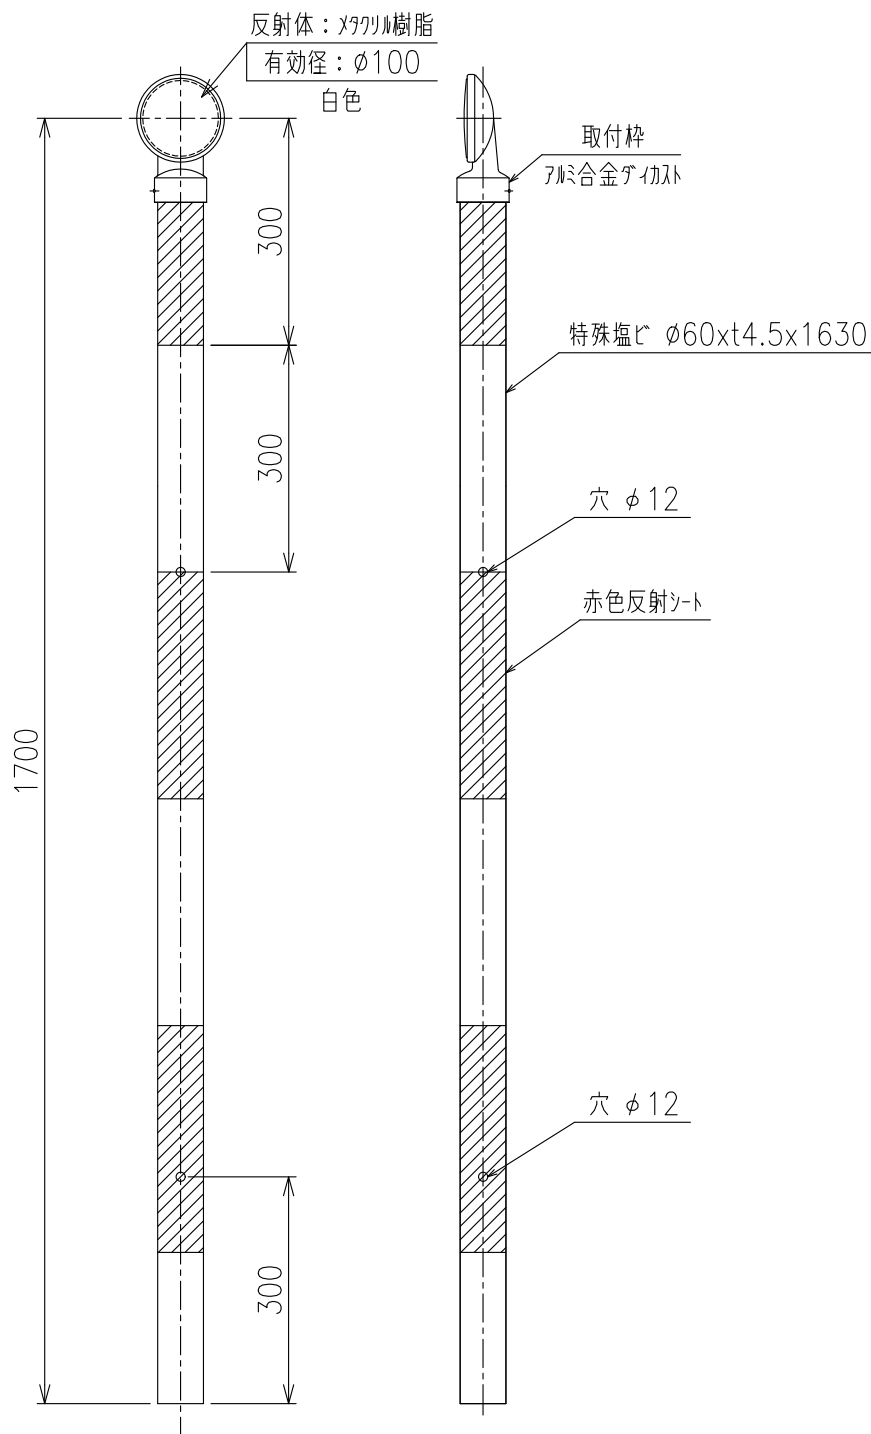 反射体：ﾒﾀｸﾘﾙ樹脂
有効径：φ100
白色
取付枠
ｱﾙﾐ合金ﾀﾞｲｶｽﾄ
300
特殊塩ﾋﾞ φ60xt4.5x1630
300
穴 φ12
赤色反射ｼｰﾄ
1700
穴 φ12
300